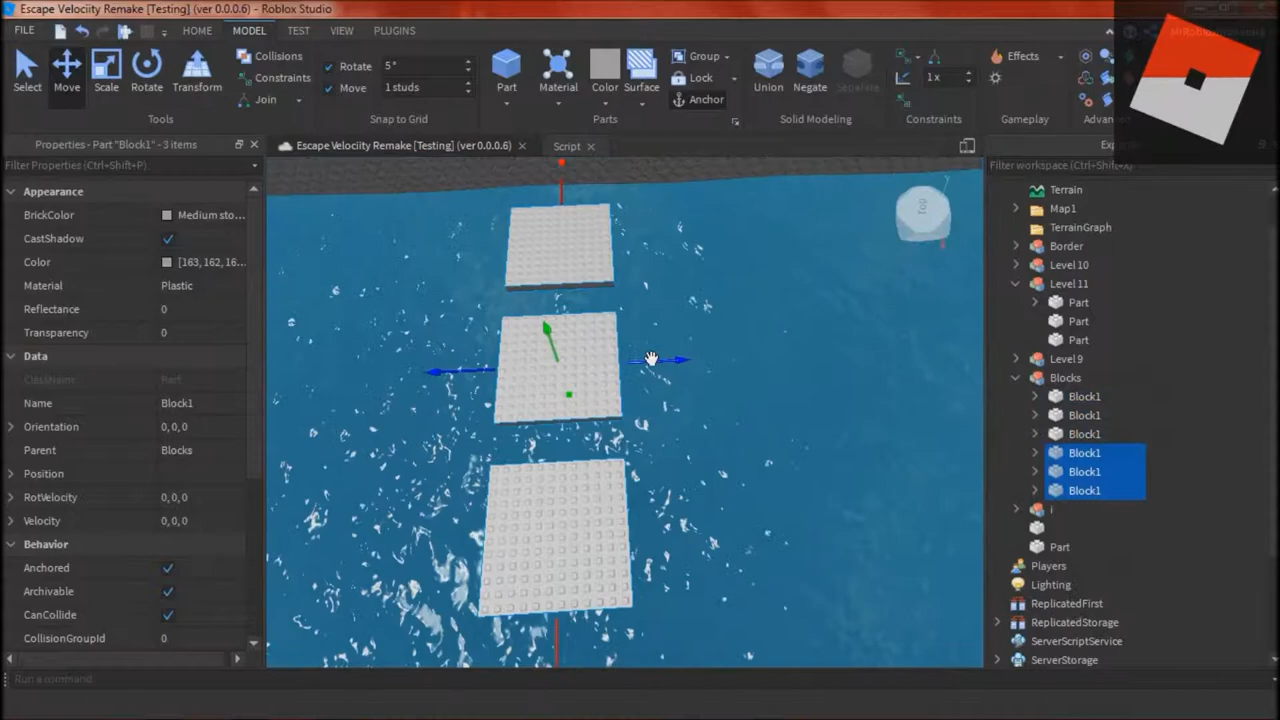 Escape Velociity Remake [Testing] (ver 0.0.0.6) - Roblox Studio
FILE HOME MODEL TEST VIEW PLUGINS
Select Move Scale Rotate Transform
Collisions
Constraints
Join
Tools
Rotate 5°
Move 1 studs
Snap to Grid
Part Material Color Surface
Group
Lock
Anchor
Parts
Union Negate Separate
Solid Modeling
1 x
Constraints
Effects
Gameplay
Properties - Part "Block1" - 3 items
Escape Velociity Remake [Testing] (ver 0.0.0.6)
Script
Filter Properties (Ctrl+Shift+P)
Filter workspace (Ctrl+Shift+X)
Appearance
BrickColor Medium sto...
CastShadow
Color [163, 162, 16...
Material Plastic
Reflectance 0
Transparency 0
Data
ClassName Part
Name Block1
Orientation 0,0,0
Parent Blocks
Position
RotVelocity 0,0,0
Velocity 0,0,0
Behavior
Anchored
Archivable
CanCollide
CollisionGroupId 0
Top
Terrain
Map1
TerrainGraph
Border
Level 10
Level 11
Part
Part
Part
Level 9
Blocks
Block1
Block1
Block1
Block1
Block1
Block1
i
Part
Players
Lighting
ReplicatedFirst
ReplicatedStorage
ServerScriptService
ServerStorage
Run a command